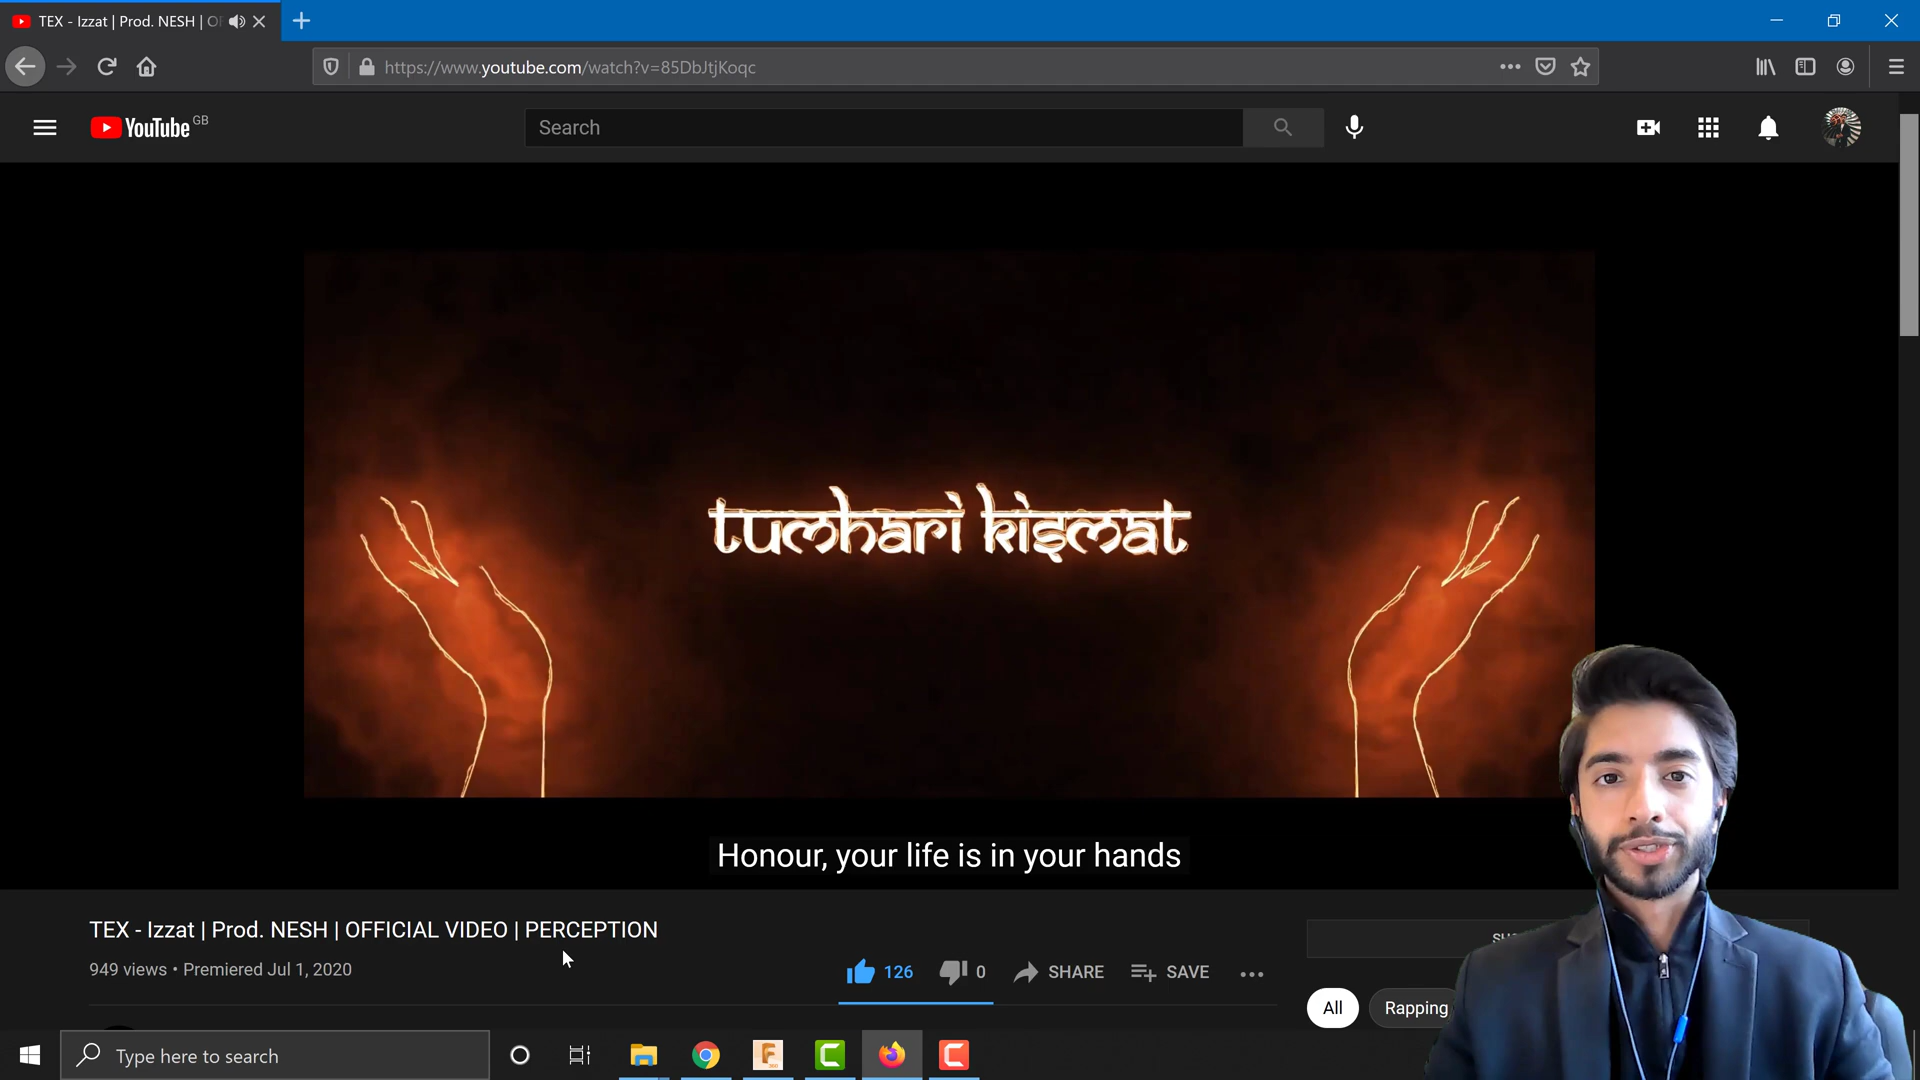 TEX - Izzat | Prod. NESH | OF
https://www.youtube.com/watch?v=85DbJtjKoqc
YouTube GB
Search
tumhari kismat
Honour, your life is in your hands
TEX - Izzat | Prod. NESH | OFFICIAL VIDEO | PERCEPTION
949 views • Premiered Jul 1, 2020
126
0
SHARE
SAVE
All
Rapping
Type here to search